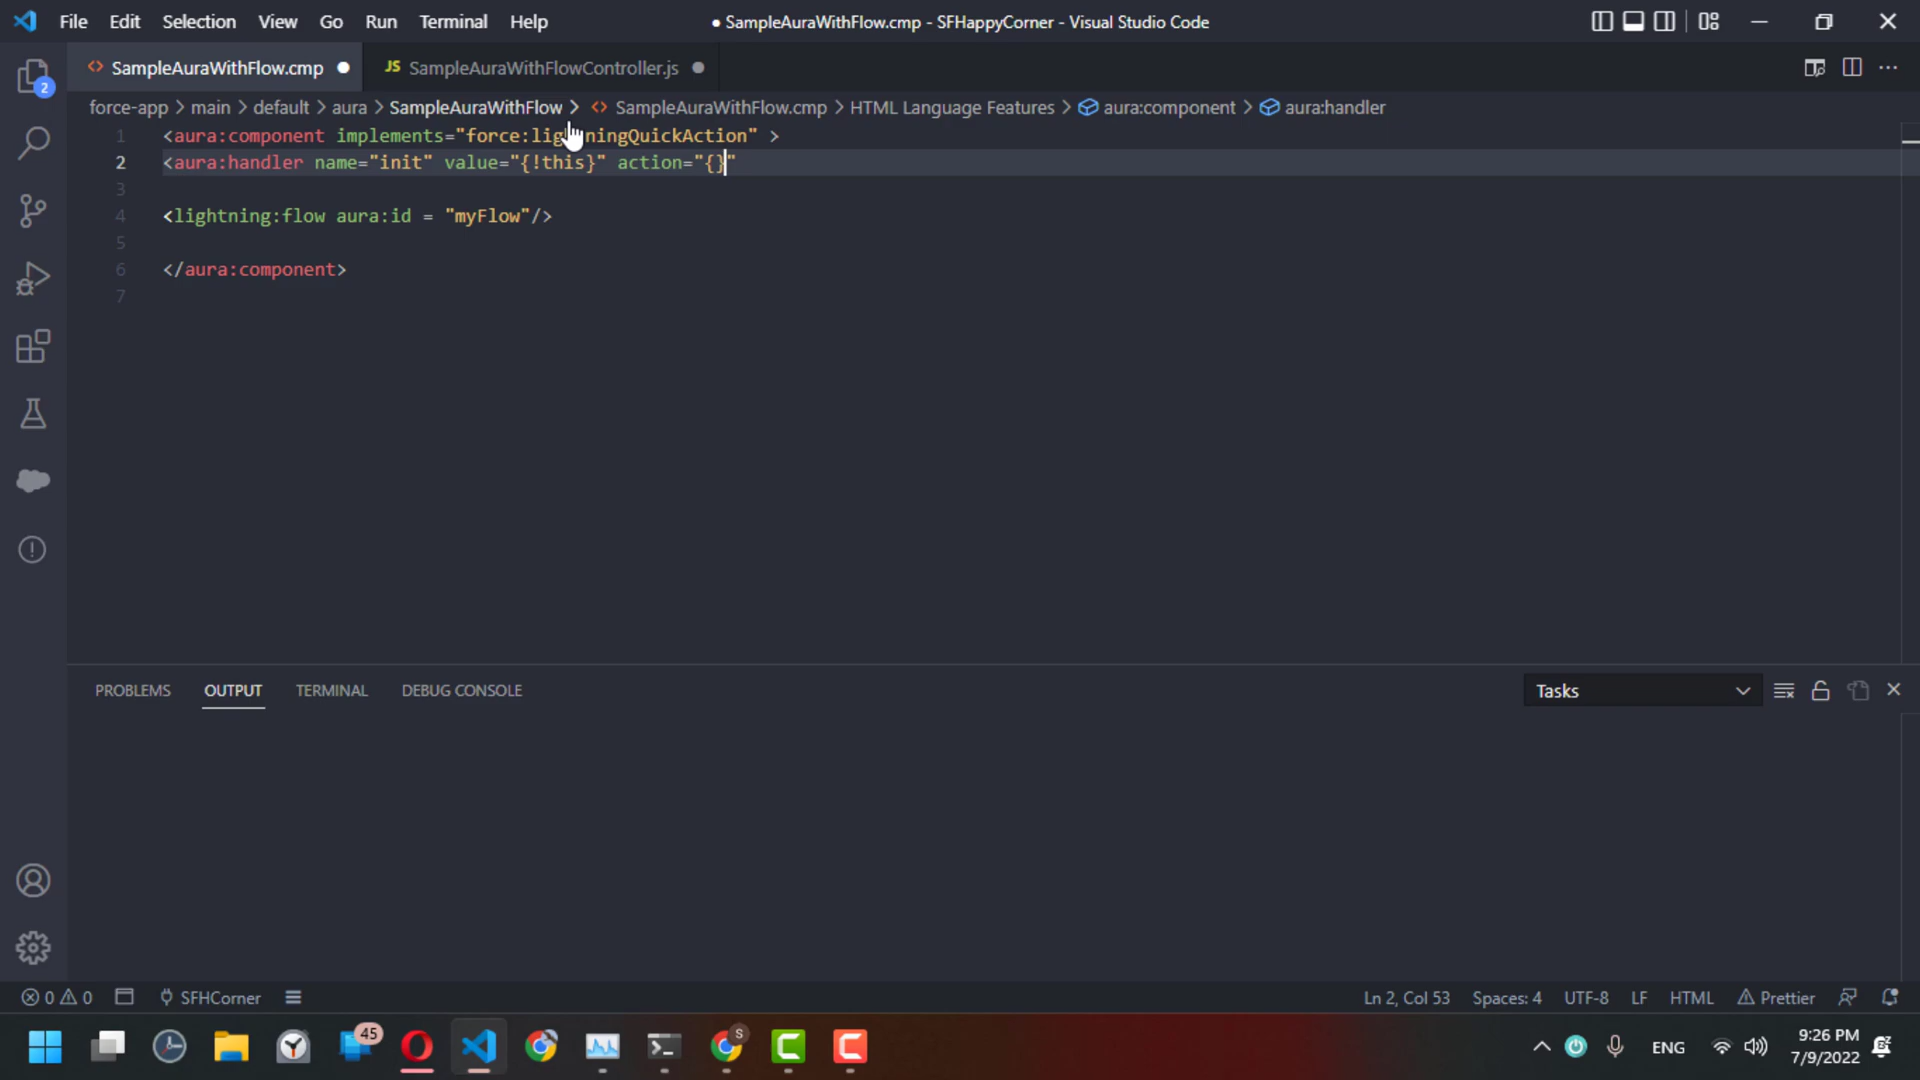 File Edit Selection View Go Run Terminal Help
● SampleAuraWithFlow.cmp - SFHappyCorner - Visual Studio Code
SampleAuraWithFlow.cmp
JS SampleAuraWithFlowController.js
force-app > main > default > aura > SampleAuraWithFlow > SampleAuraWithFlow.cmp > HTML Language Features > aura:component > aura:handler
2
1 <aura:component implements="force:lightningQuickAction" >
2 <aura:handler name="init" value="{!this}" action="{}"
3
4 <lightning:flow aura:id = "myFlow"/>
5
6 </aura:component>
7
PROBLEMS OUTPUT TERMINAL DEBUG CONSOLE
Tasks
0 0 SFHCorner
Ln 2, Col 53 Spaces: 4 UTF-8 LF HTML Prettier
45
S
ENG
9:26 PM
7/9/2022